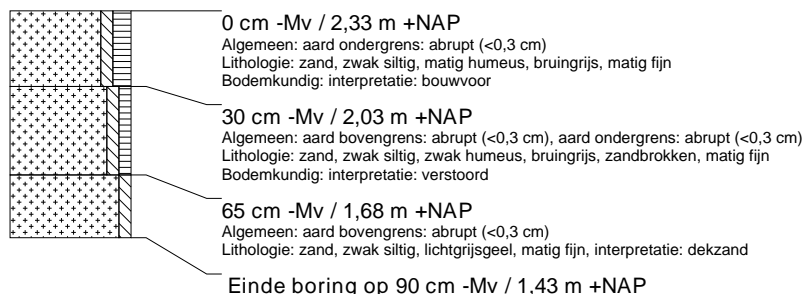 0 cm -Mv / 2,33 m +NAP
Algemeen: aard ondergrens: abrupt (<0,3 cm)
Lithologie: zand, zwak siltig, matig humeus, bruingrijs, matig fijn
Bodemkundig: interpretatie: bouwvoor
30 cm -Mv / 2,03 m +NAP
Algemeen: aard bovengrens: abrupt (<0,3 cm), aard ondergrens: abrupt (<0,3 cm)
Lithologie: zand, zwak siltig, zwak humeus, bruingrijs, zandbrokken, matig fijn
Bodemkundig: interpretatie: verstoord
65 cm -Mv / 1,68 m +NAP
Algemeen: aard bovengrens: abrupt (<0,3 cm)
Lithologie: zand, zwak siltig, lichtgrijsgeel, matig fijn, interpretatie: dekzand
Einde boring op 90 cm -Mv / 1,43 m +NAP